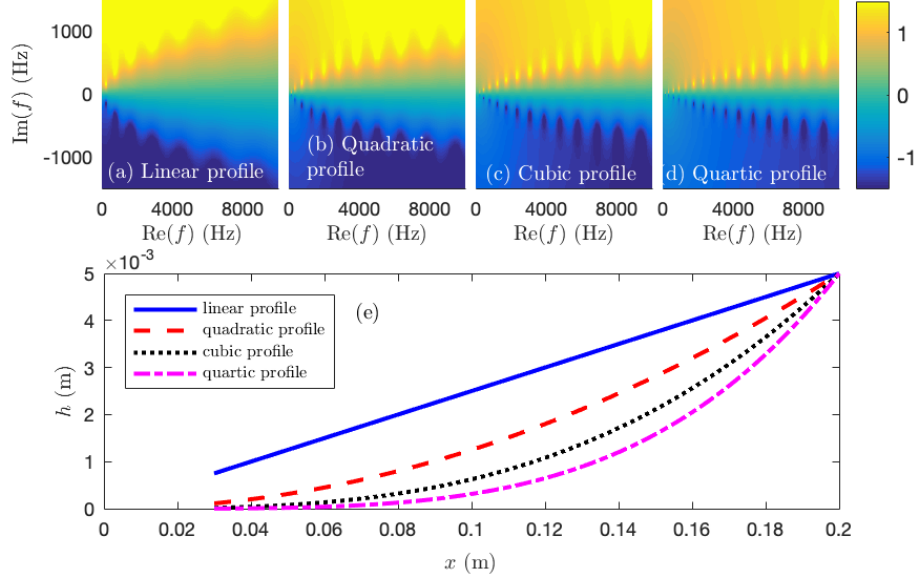 1000
0
-1000
Im(f) (Hz)
(a) Linear profile
(b) Quadratic
profile
(c) Cubic profile
(d) Quartic profile
1
0
-1
0 4000 8000 0 4000 8000 0 4000 8000 0 4000 8000
Re(f) (Hz) Re(f) (Hz) Re(f) (Hz) Re(f) (Hz)
×10⁻³
5
4
3
2
1
0
h (m)
linear profile
quadratic profile
cubic profile
quartic profile
(e)
0 0.02 0.04 0.06 0.08 0.1 0.12 0.14 0.16 0.18 0.2
x (m)